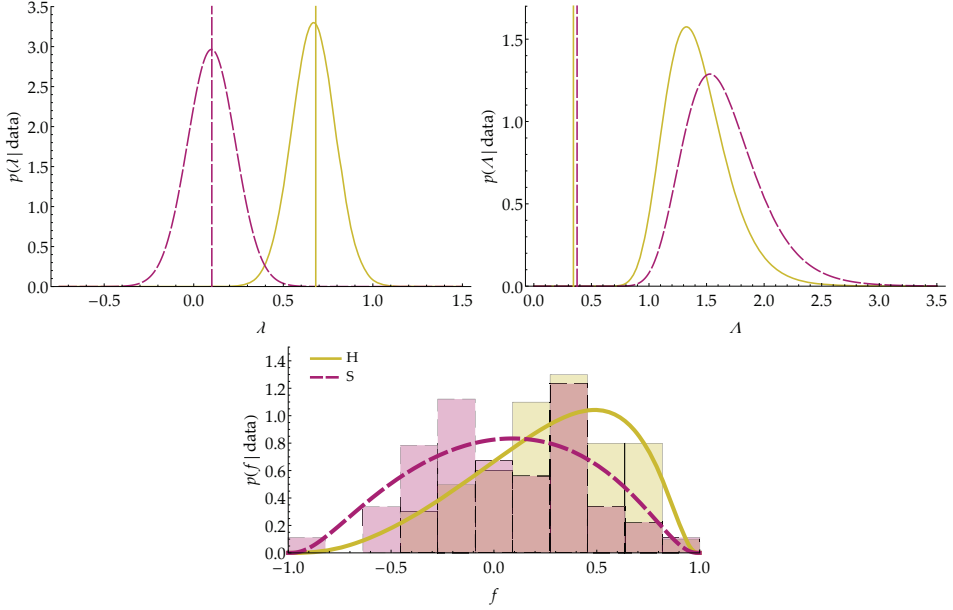 3.5
3.0
2.5
2.0
1.5
1.0
0.5
0.0
p(λ | data)
−0.5 0.0 0.5 1.0 1.5
λ
1.5
1.0
0.5
0.0
p(Λ | data)
0.0 0.5 1.0 1.5 2.0 2.5 3.0 3.5
Λ
1.4
1.2
1.0
0.8
0.6
0.4
0.2
0.0
p(f | data)
H
S
−1.0 −0.5 0.0 0.5 1.0
f